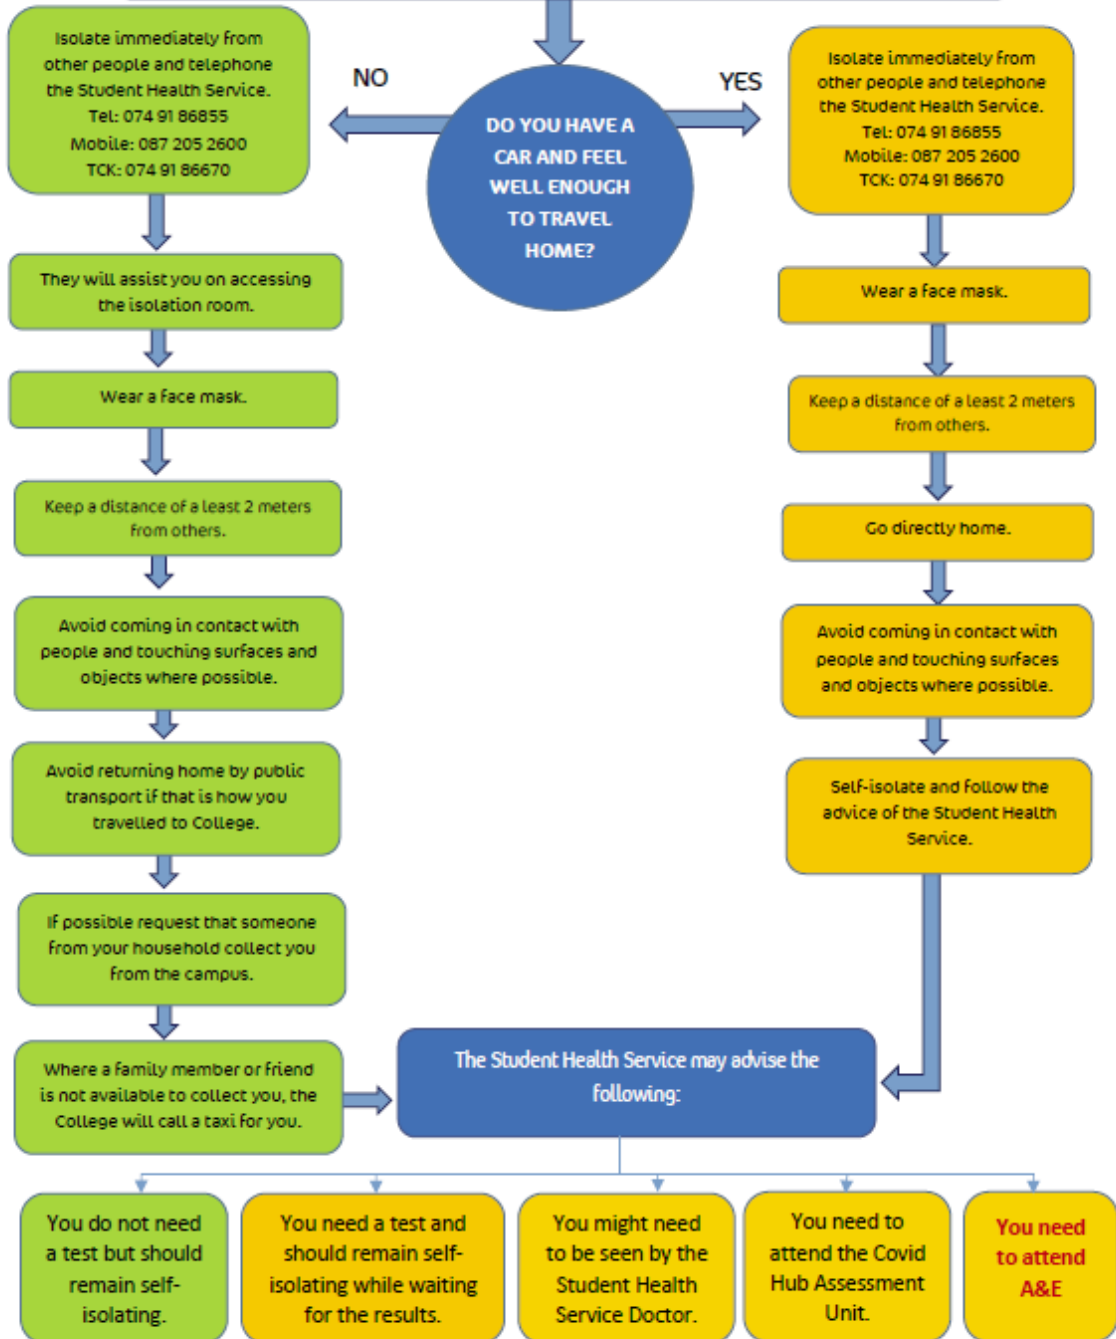 Isolate immediately from
other people and telephone
the Student Health Service.
Tel: 074 91 86855
Mobile: 087 205 2600
TCK: 074 91 86670
NO
DO YOU HAVE A
CAR AND FEEL
WELL ENOUGH
TO TRAVEL
HOME?
YES
Isolate immediately from
other people and telephone
the Student Health Service.
Tel: 074 91 86855
Mobile: 087 205 2600
TCK: 074 91 86670
They will assist you on accessing
the isolation room.
Wear a face mask.
Keep a distance of a least 2 meters
from others.
Avoid coming in contact with
people and touching surfaces and
objects where possible.
Avoid returning home by public
transport if that is how you
travelled to College.
If possible request that someone
from your household collect you
from the campus.
Where a family member or friend
is not available to collect you, the
College will call a taxi for you.
Wear a face mask.
Keep a distance of a least 2 meters
from others.
Go directly home.
Avoid coming in contact with
people and touching surfaces
and objects where possible.
Self-isolate and follow the
advice of the Student Health
Service.
The Student Health Service may advise the
following:
You do not need
a test but should
remain self-
isolating.
You need a test and
should remain self-
isolating while waiting
for the results.
You might need
to be seen by the
Student Health
Service Doctor.
You need to
attend the Covid
Hub Assessment
Unit.
You need
to attend
A&E